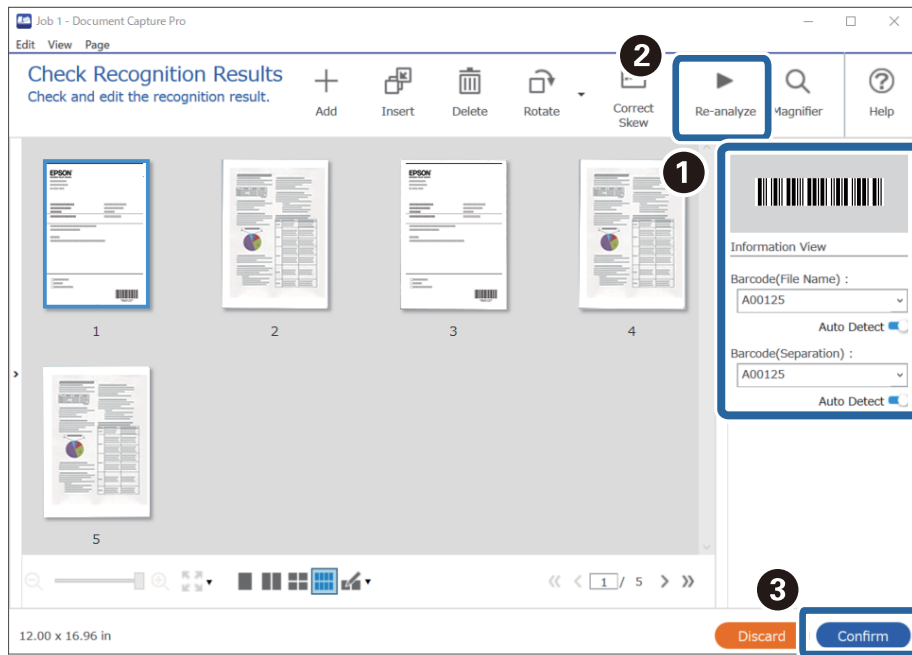 Job 1 - Document Capture Pro
Edit View Page
Check Recognition Results
Check and edit the recognition result.
Add
Insert
Delete
Rotate
Correct Skew
Re-analyze
Magnifier
Help
2
1
EPSON
EPSON
1
2
3
4
5
Information View
Barcode(File Name) :
A00125
Auto Detect
Barcode(Separation) :
A00125
Auto Detect
1 / 5
3
12.00 x 16.96 in
Discard
Confirm